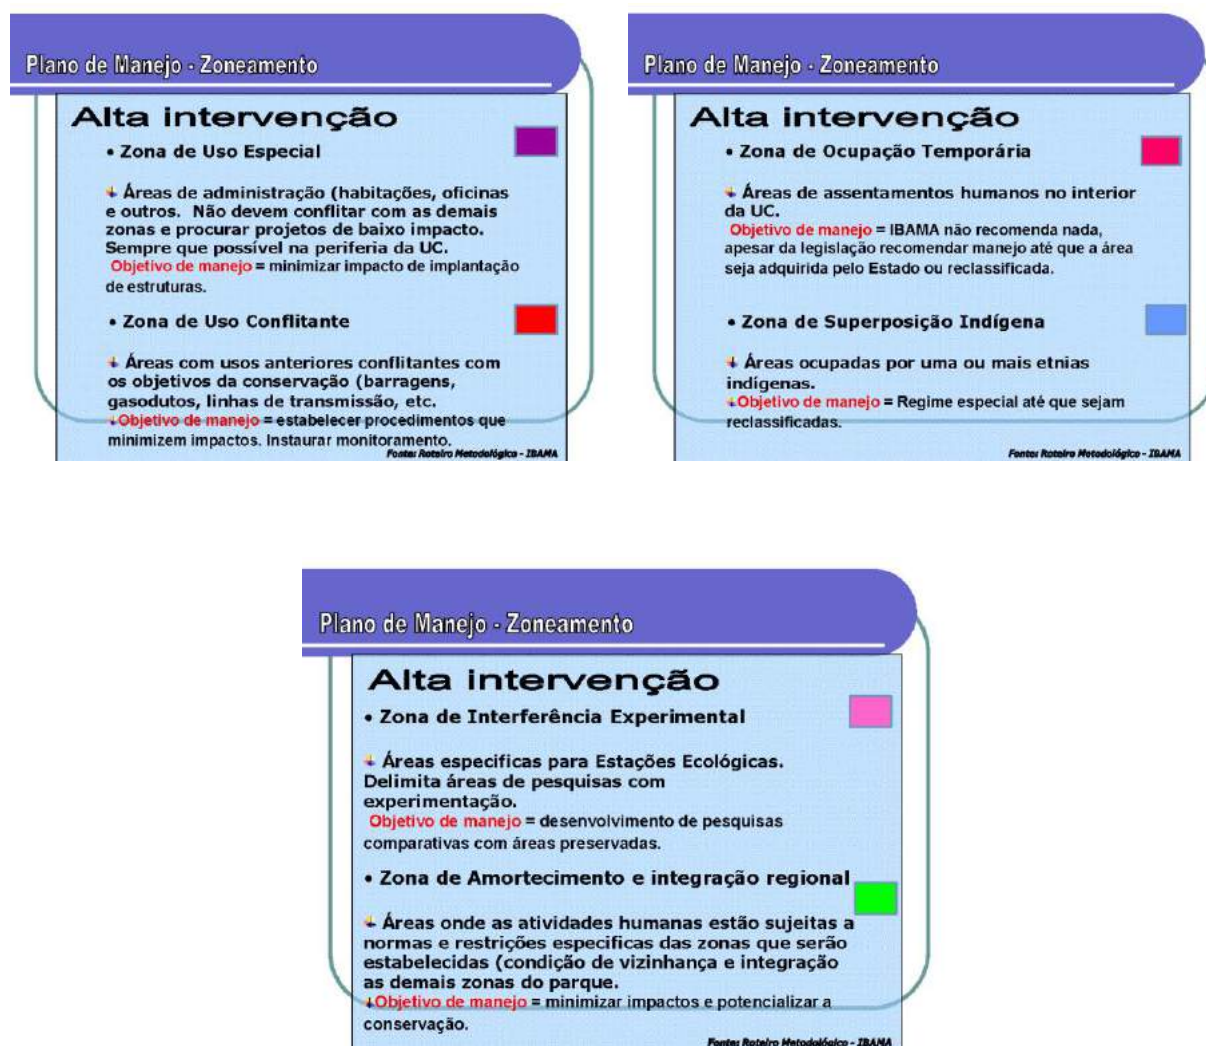 Plano de Manejo - Zoneamento
Alta intervenção
• Zona de Uso Especial
Áreas de administração (habitações, oficinas
e outros. Não devem conflitar com as demais
zonas e procurar projetos de baixo impacto.
Sempre que possível na periferia da UC.
Objetivo de manejo = minimizar impacto de implantação
de estruturas.
• Zona de Uso Conflitante
Áreas com usos anteriores conflitantes com
os objetivos da conservação (barragens,
gasodutos, linhas de transmissão, etc.
Objetivo de manejo = estabelecer procedimentos que
minimizem impactos. Instaurar monitoramento.
Fonte: Roteiro Metodológico - IBAMA
Plano de Manejo - Zoneamento
Alta intervenção
• Zona de Ocupação Temporária
Áreas de assentamentos humanos no interior
da UC.
Objetivo de manejo = IBAMA não recomenda nada,
apesar da legislação recomendar manejo até que a área
seja adquirida pelo Estado ou reclassificada.
• Zona de Superposição Indígena
Áreas ocupadas por uma ou mais etnias
indígenas.
Objetivo de manejo = Regime especial até que sejam
reclassificadas.
Fonte: Roteiro Metodológico - IBAMA
Plano de Manejo - Zoneamento
Alta intervenção
• Zona de Interferência Experimental
Áreas especificas para Estações Ecológicas.
Delimita áreas de pesquisas com
experimentação.
Objetivo de manejo = desenvolvimento de pesquisas
comparativas com áreas preservadas.
• Zona de Amortecimento e integração regional
Áreas onde as atividades humanas estão sujeitas a
normas e restrições especificas das zonas que serão
estabelecidas (condição de vizinhança e integração
as demais zonas do parque.
Objetivo de manejo = minimizar impactos e potencializar a
conservação.
Fonte: Roteiro Metodológico - IBAMA